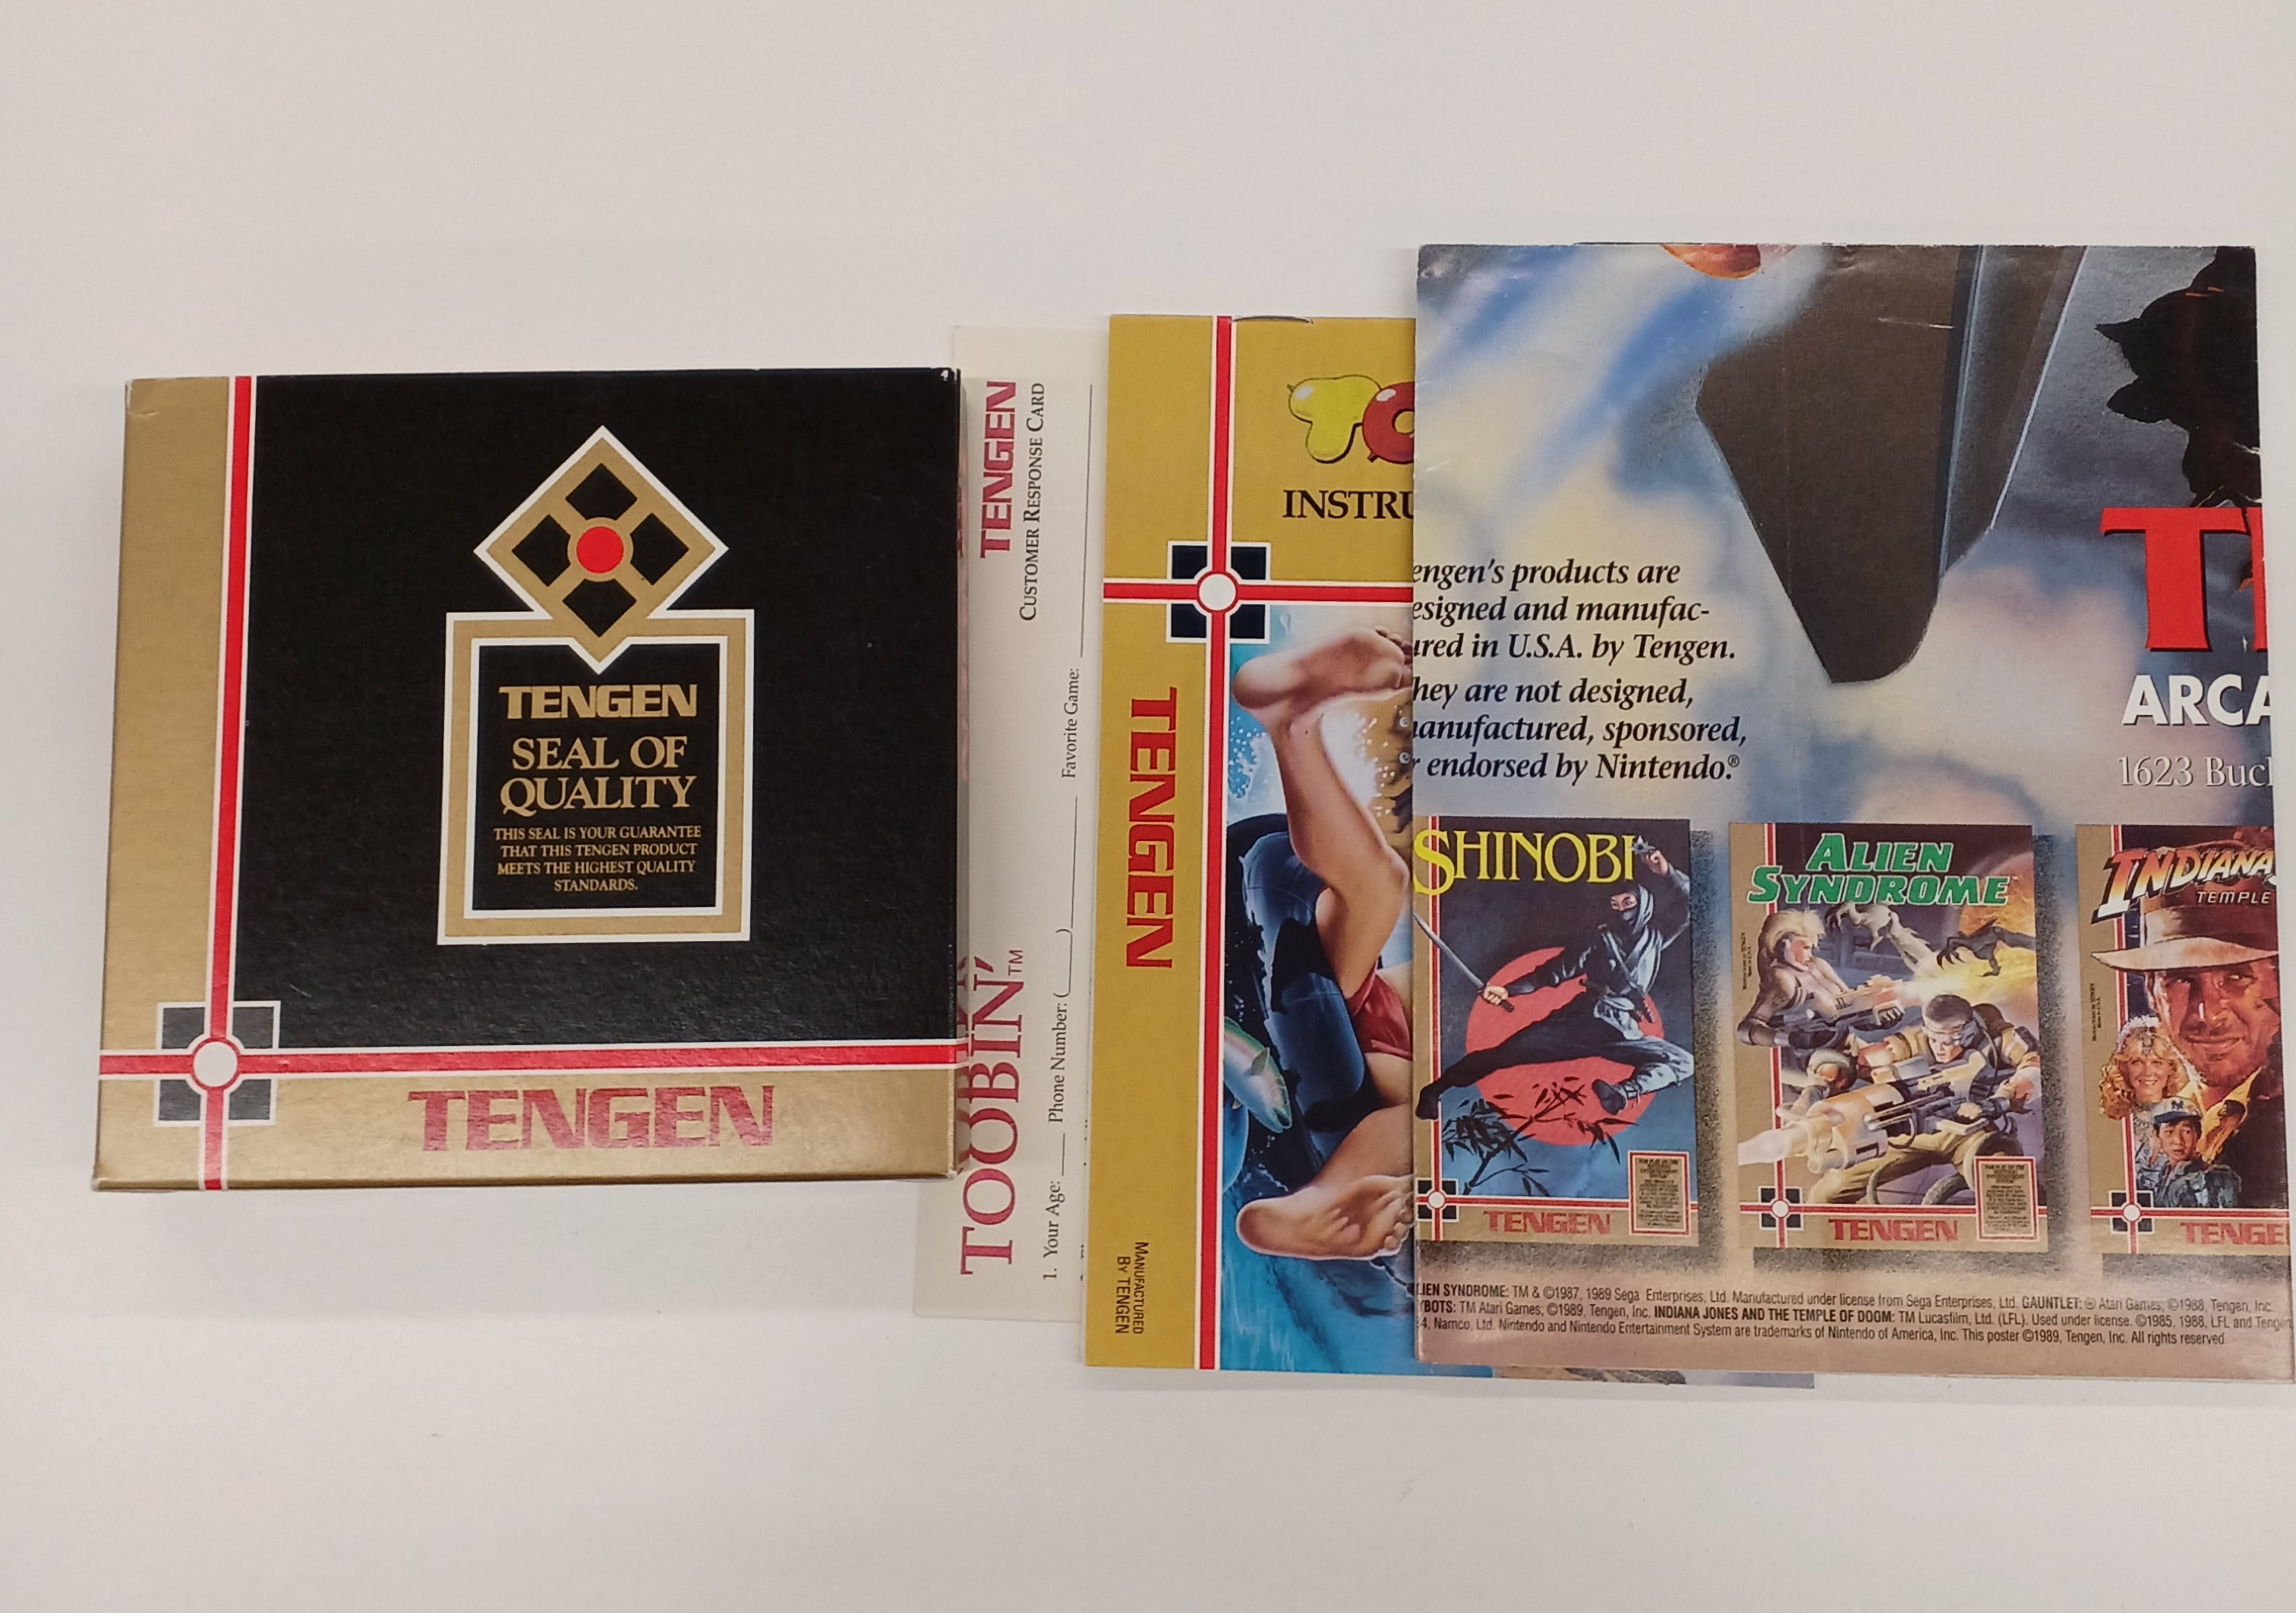 TENGEN
SEAL OF
QUALITY
THIS SEAL IS YOUR GUARANTEE
THAT THIS TENGEN PRODUCT
MEETS THE HIGHEST QUALITY
STANDARDS.
TENGEN
TENGEN
CUSTOMER RESPONSE CARD
TOOBIN'™
1. Your Age: ____ Phone Number: (____)
Favorite Game:
TO
INSTRU
TENGEN
MANUFACTURED
BY TENGEN
engen's products are
esigned and manufac-
ured in U.S.A. by Tengen.
hey are not designed,
anufactured, sponsored,
r endorsed by Nintendo.®
T
ARCA
1623 Buc
SHINOBI
TENGEN
ALIEN
SYNDROME
TENGEN
INDIANA
TEMPLE
TENGE
LIEN SYNDROME: TM & ©1987, 1989 Sega Enterprises, Ltd. Manufactured under license from Sega Enterprises, Ltd. GAUNTLET: ® Atari Games; ©1988, Tengen, Inc.
YBOTS: TM Atari Games; ©1989, Tengen, Inc. INDIANA JONES AND THE TEMPLE OF DOOM: TM Lucasfilm, Ltd. (LFL). Used under license. ©1985, 1988, LFL and Tengen
4, Namco, Ltd. Nintendo and Nintendo Entertainment System are trademarks of Nintendo of America, Inc. This poster ©1989, Tengen, Inc. All rights reserved.